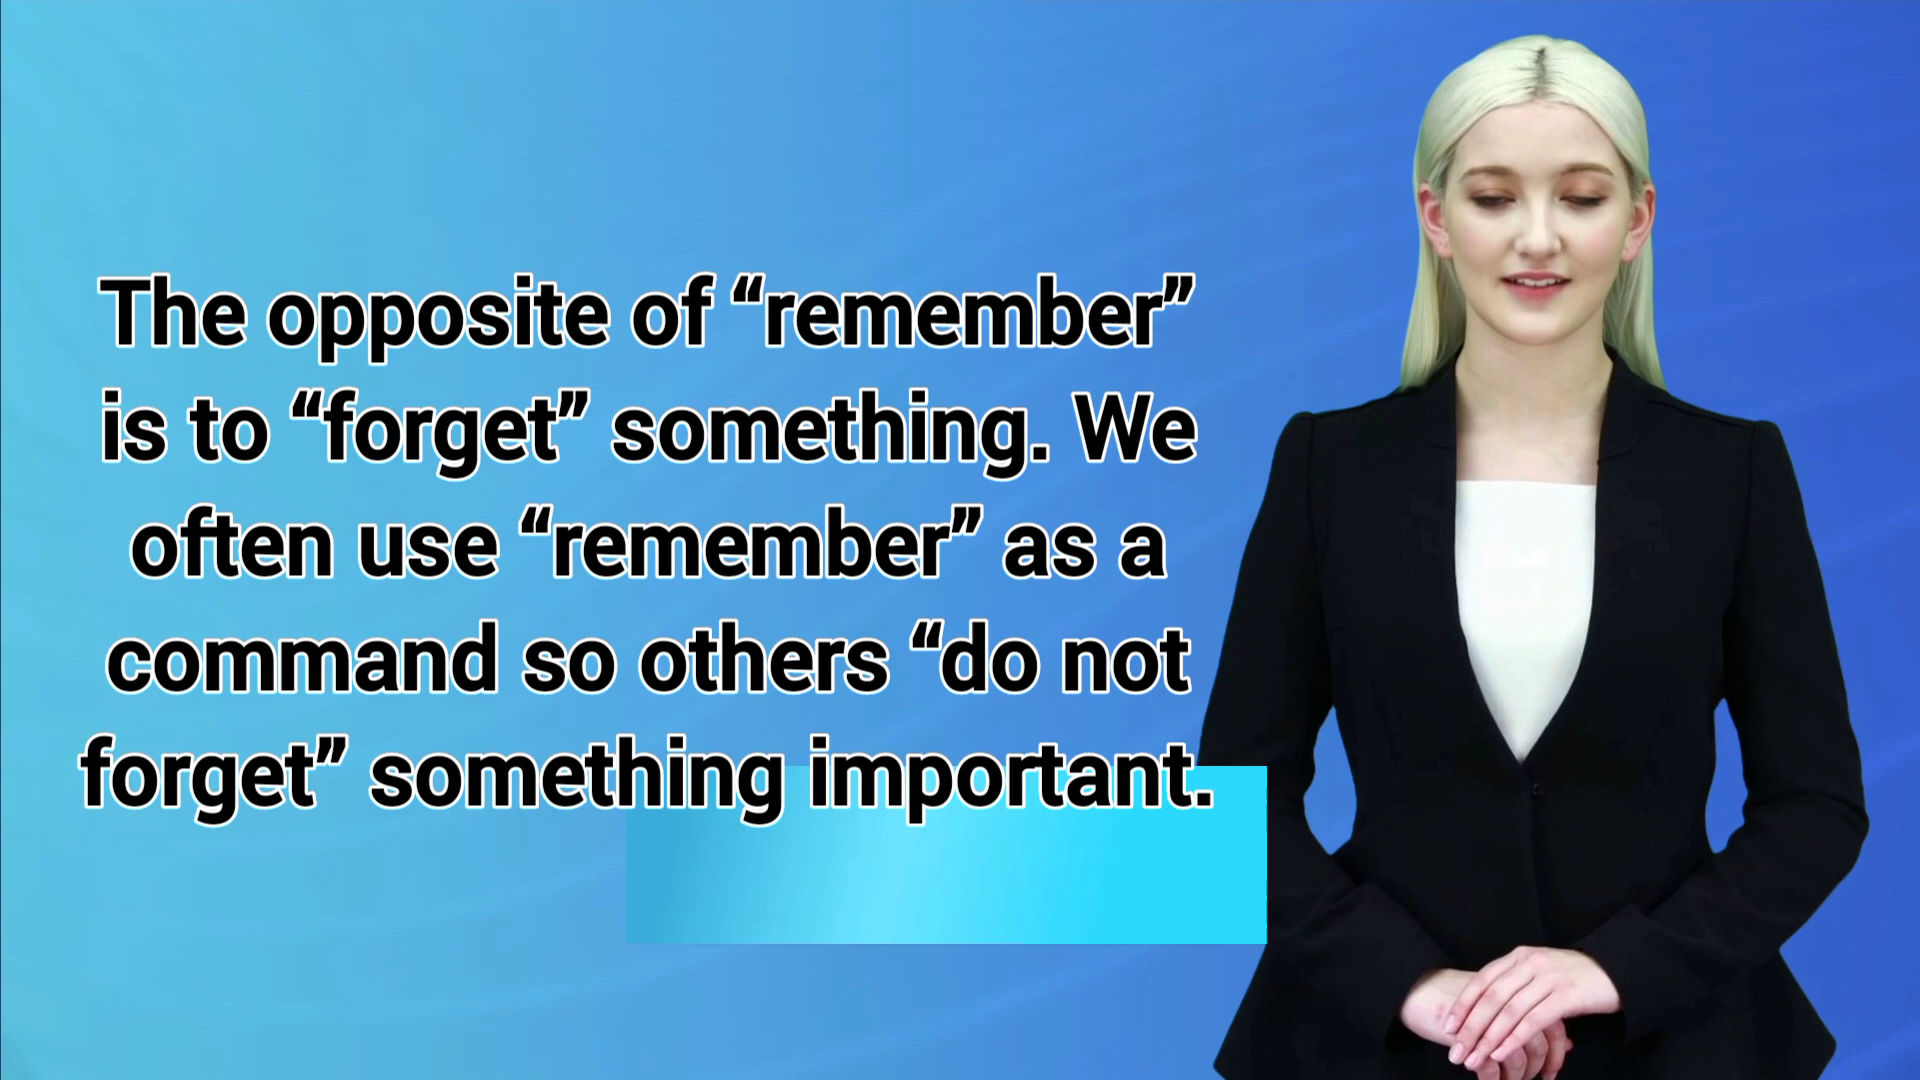 The opposite of “remember”
is to “forget” something. We
often use “remember” as a
command so others “do not
forget” something important.